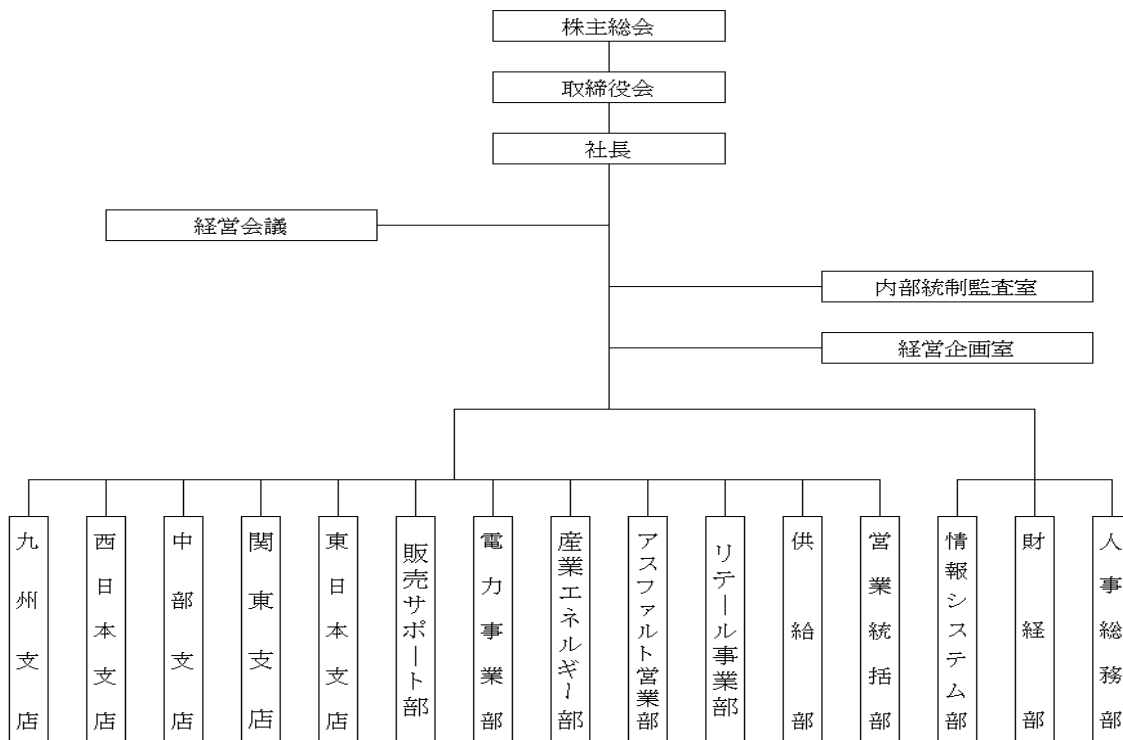 株主総会
取締役会
社長
経営会議
内部統制監査室
経営企画室
九州支店
西日本支店
中部支店
関東支店
東日本支店
販売サポート部
電力事業部
産業エネルギー部
アスファルト営業部
リテール事業部
供給部
営業統括部
情報システム部
財経部
人事総務部